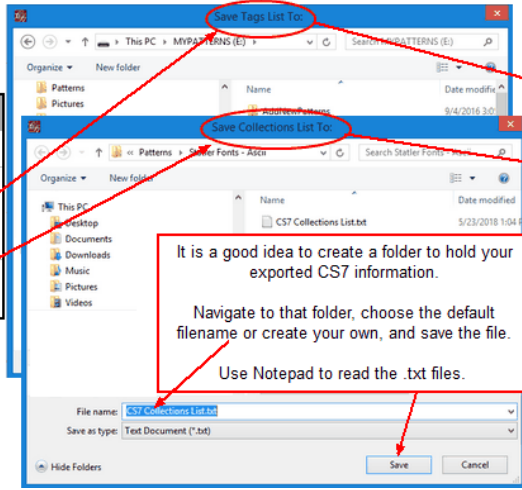 Save Tags List To:
This PC › MYPATTERNS (E:) ›
Search MYPATTERNS (E:)
Organize
New folder
Patterns
Pictures
Name
Date modifie
AddNewPatterns
9/4/2016 3:0
Save Collections List To:
« Patterns › Statler Fonts - Ascii
Search Statler Fonts - Ascii
Organize
New folder
This PC
Desktop
Documents
Downloads
Music
Pictures
Videos
Name
Date modified
CS7 Collections List.txt
5/23/2018 1:04 P
It is a good idea to create a folder to hold your
exported CS7 information.
Navigate to that folder, choose the default
filename or create your own, and save the file.
Use Notepad to read the .txt files.
File name: CS7 Collections List.txt
Save as type: Text Document (*.txt)
Hide Folders
Save
Cancel